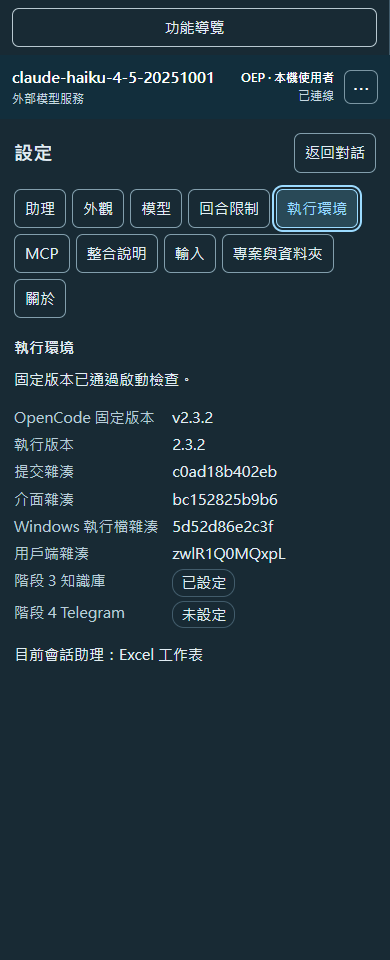 功能導覽
claude-haiku-4-5-20251001
OEP · 本機使用者
...
外部模型服務
已連線
設定
返回對話
助理
外觀
模型
回合限制
執行環境
MCP
整合說明
輸入
專案與資料夾
關於
執行環境
固定版本已通過啟動檢查。
OpenCode 固定版本 v2.3.2
執行版本 2.3.2
提交雜湊 c0ad18b402eb
介面雜湊 bc152825b9b6
Windows 執行檔雜湊 5d52d86e2c3f
用戶端雜湊 zwlR1Q0MQxpL
階段 3 知識庫 已設定
階段 4 Telegram 未設定
目前會話助理：Excel 工作表